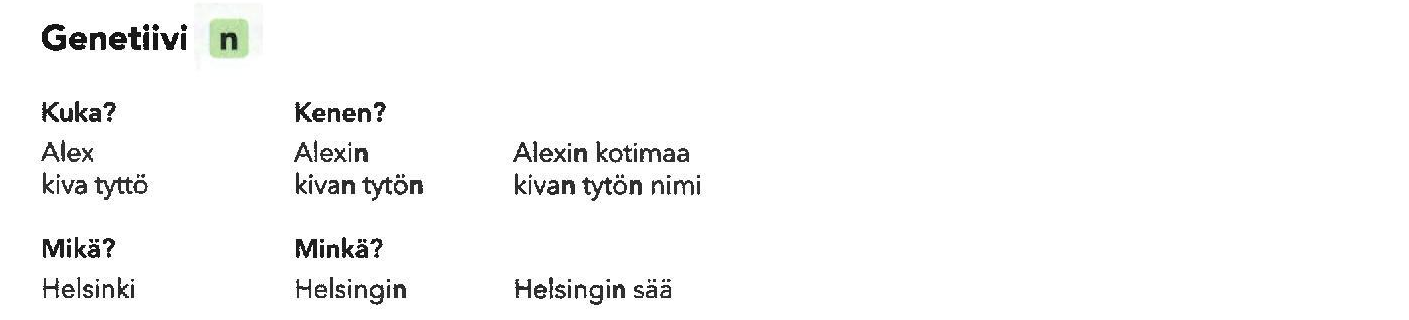 Genetiivi n
Kuka? Kenen?
Alex Alexin Alexin kotimaa
kiva tyttö kivan tytön kivan tytön nimi
Mikä? Minkä?
Helsinki Helsingin Helsingin sää